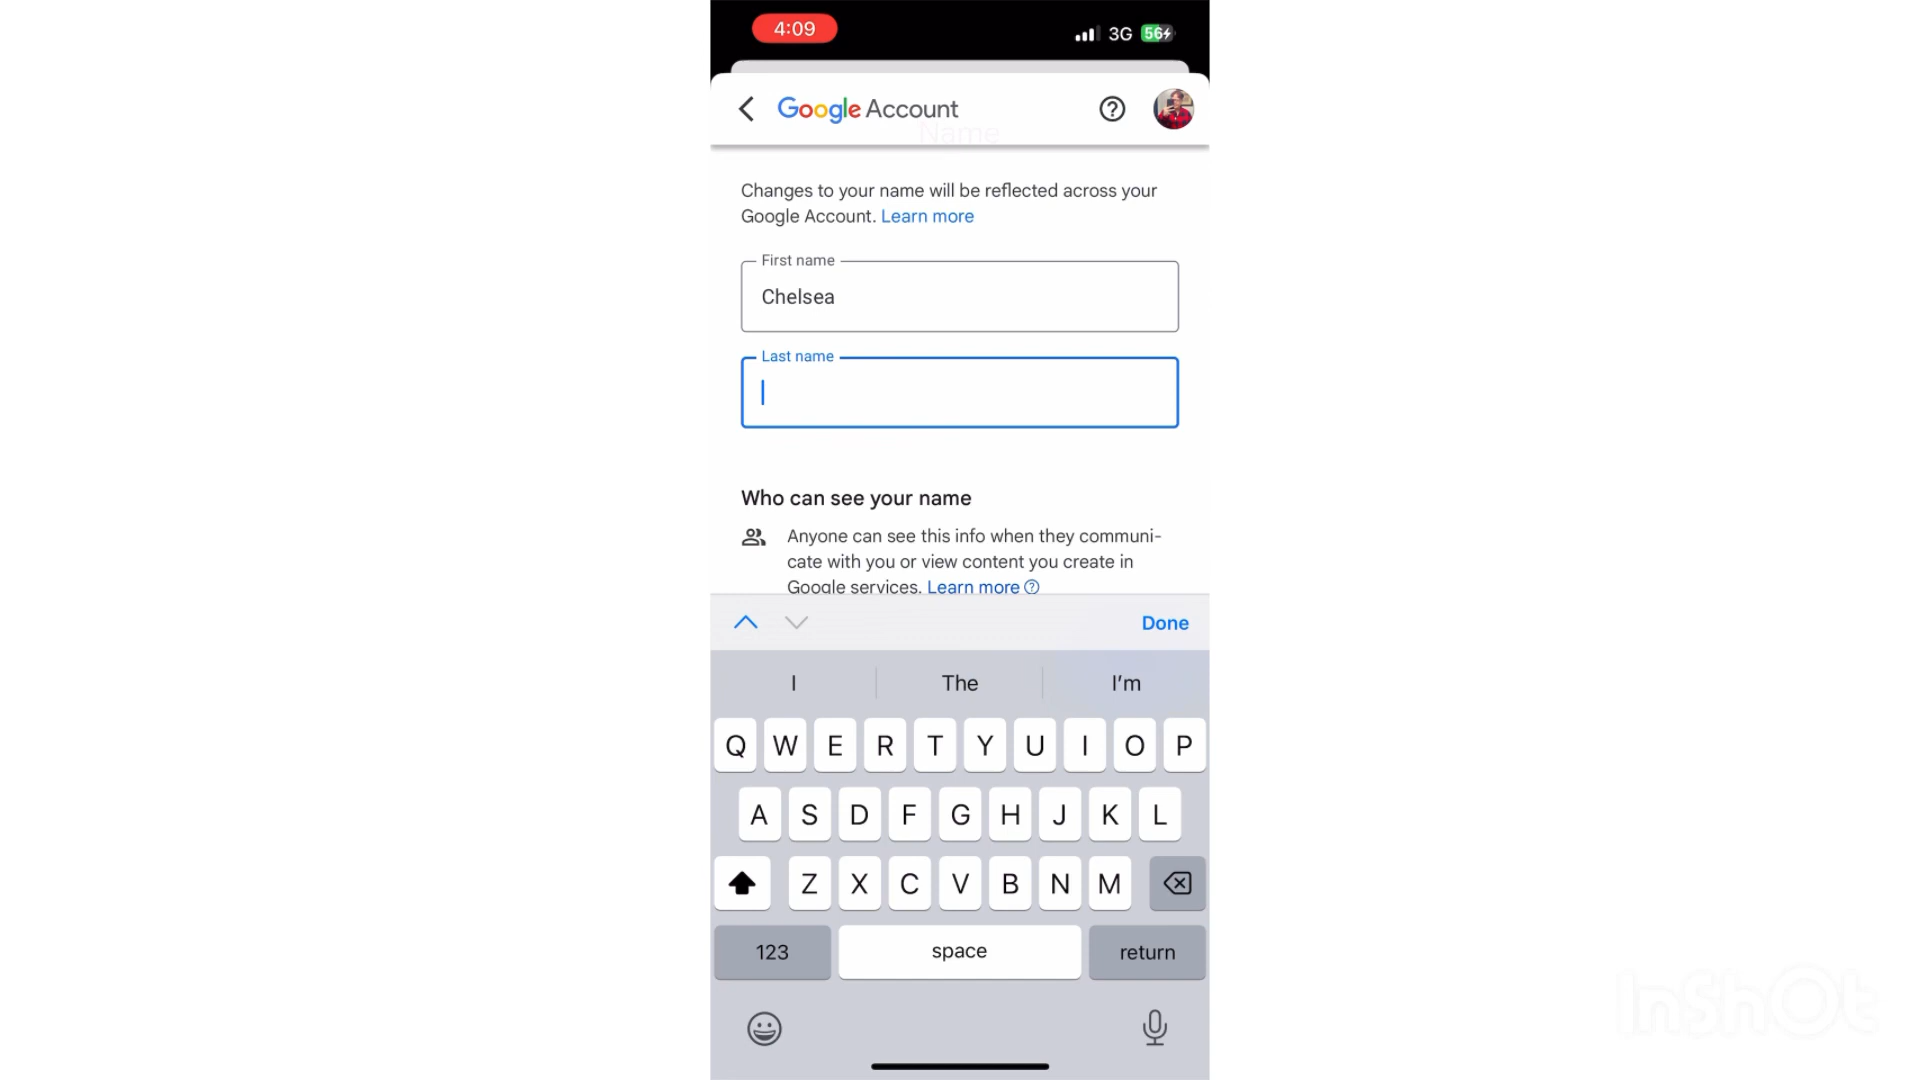 4:09
3G
56
Google Account
Name
Changes to your name will be reflected across your
Google Account. Learn more
First name
Chelsea
Last name
Who can see your name
Anyone can see this info when they communi-
cate with you or view content you create in
Google services. Learn more
Done
I The I'm
Q W E R T Y U I O P
A S D F G H J K L
Z X C V B N M
123 space return
InShOt